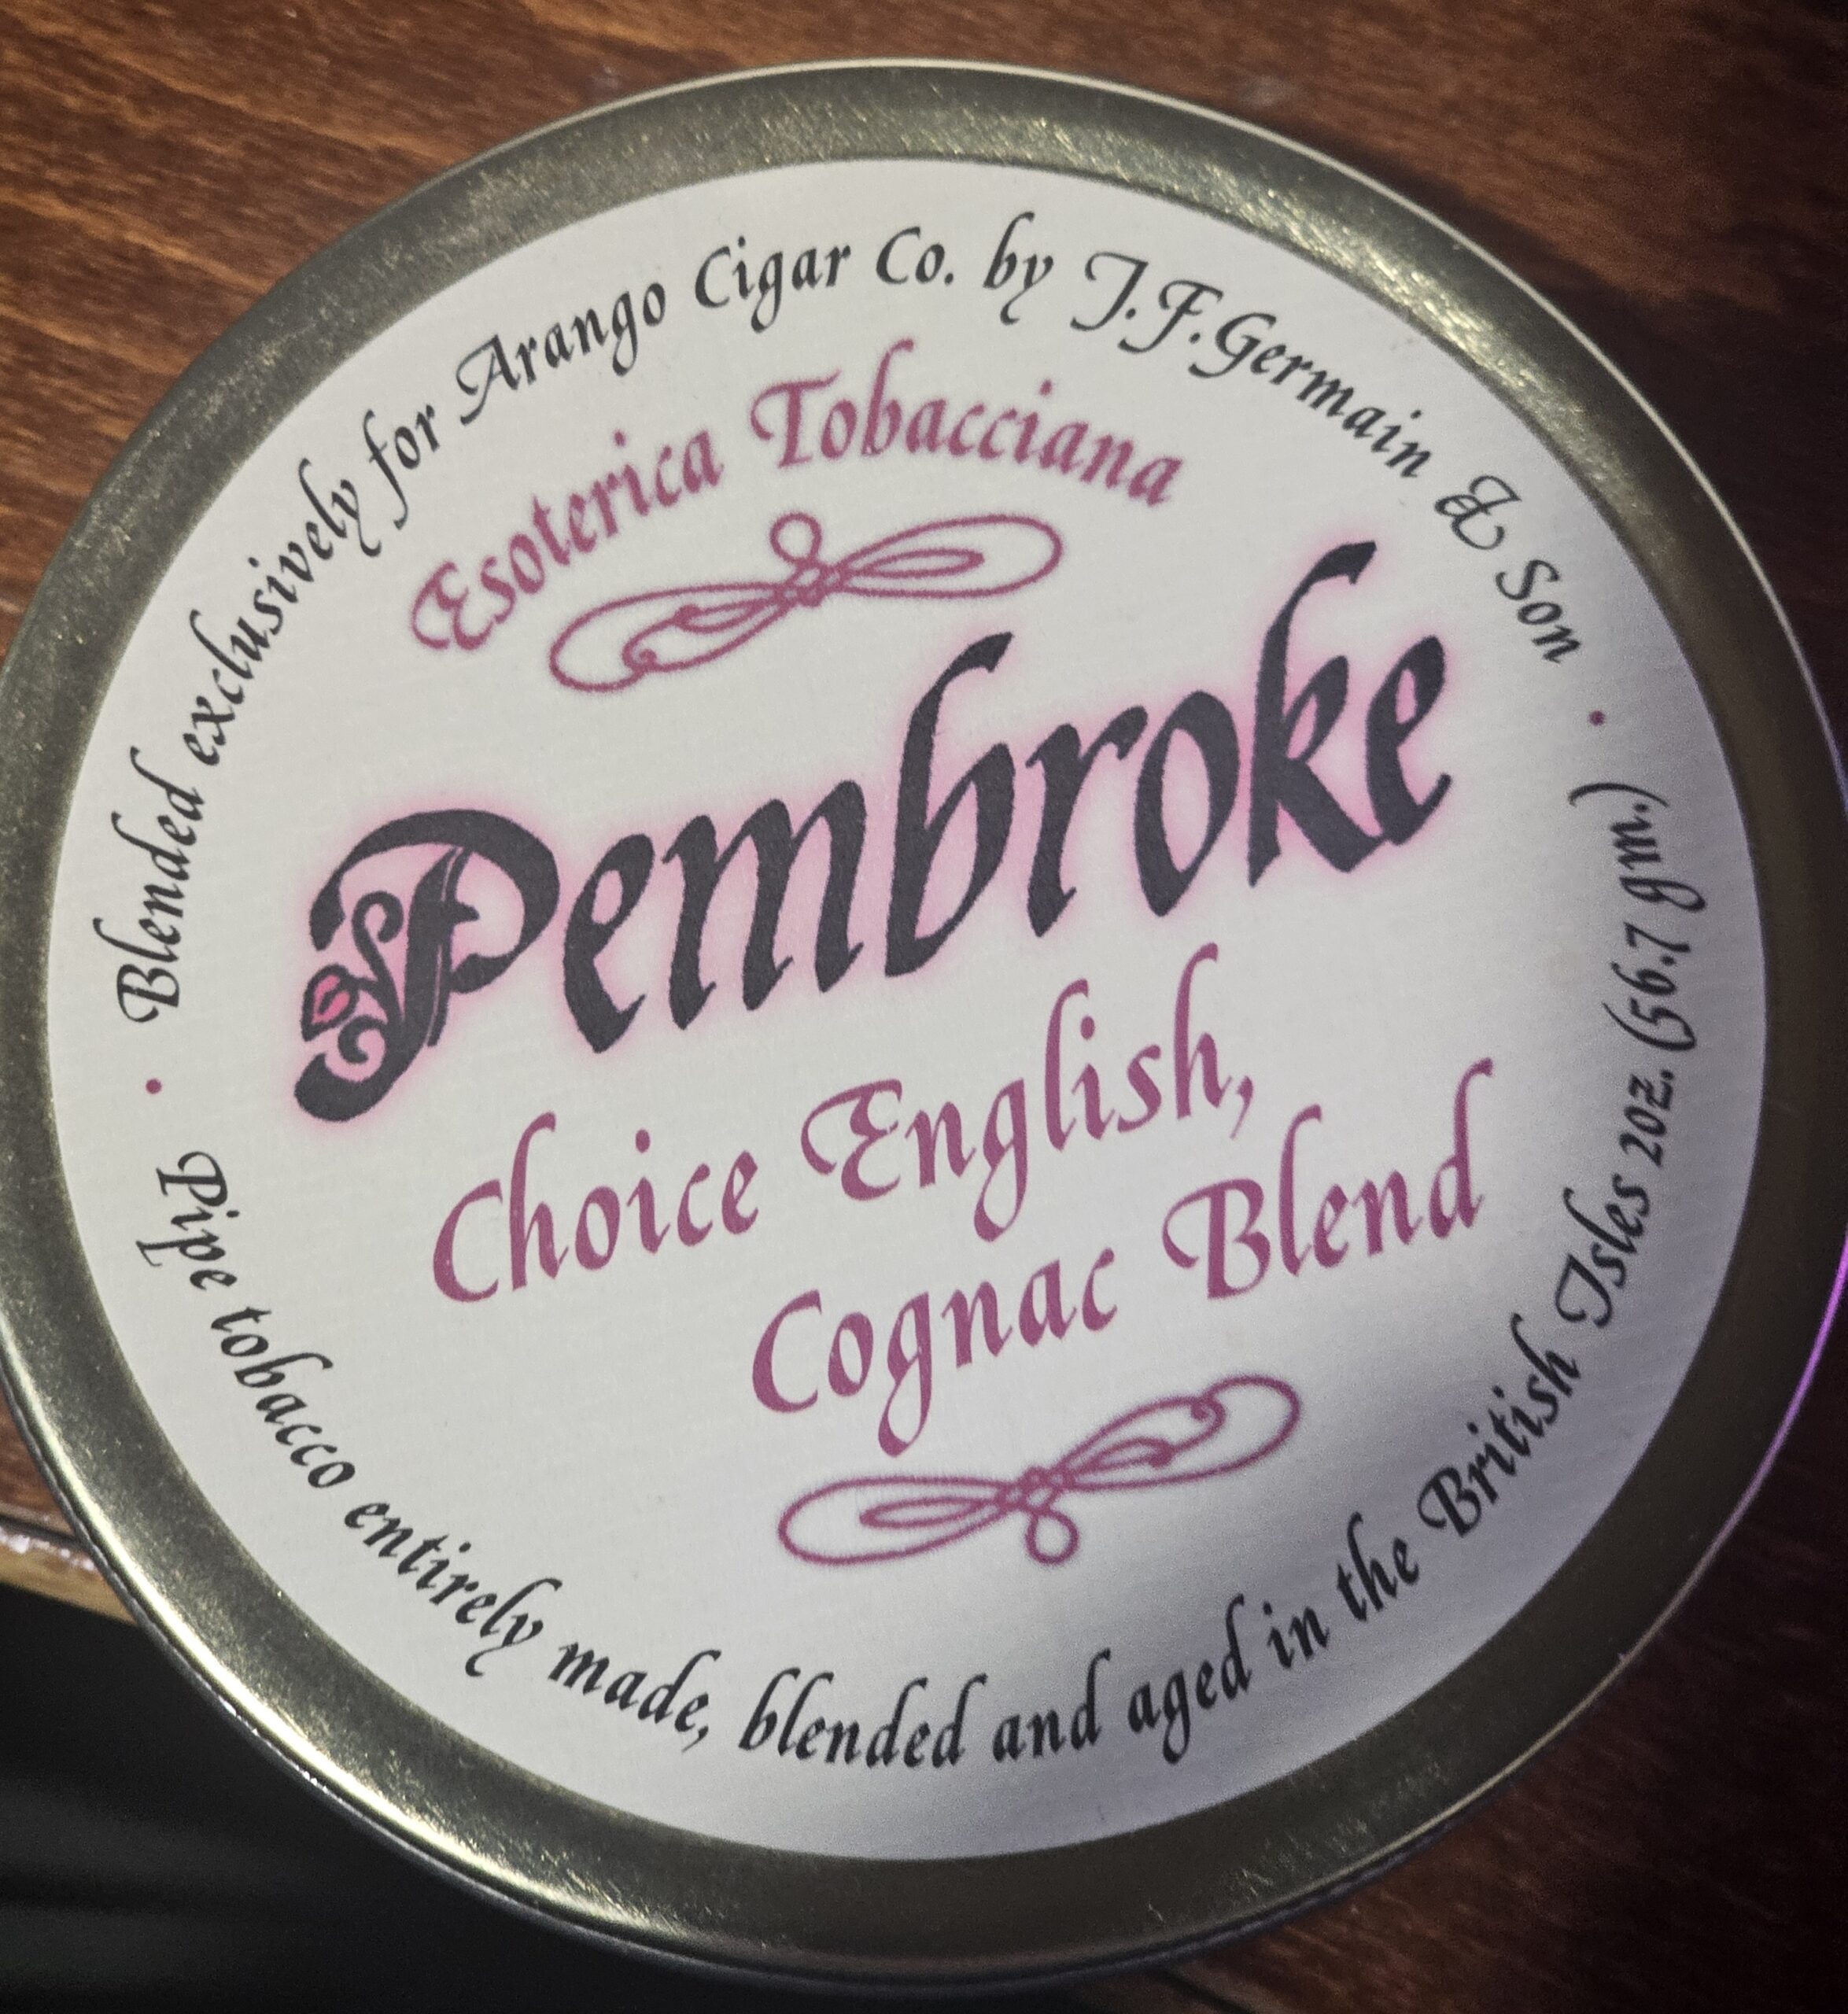 Blended exclusively for Arango Cigar Co. by J.F.Germain & Son
Esoterica Tobacciana
Pembroke
Choice English,
Cognac Blend
Pipe tobacco entirely made, blended and aged in the British Isles 2oz. (56.7 gm.)